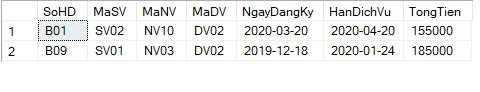 SoHD MaSV MaNV MaDV NgayDangKy HanDichVu TongTien
1 B01 SV02 NV10 DV02 2020-03-20 2020-04-20 155000
2 B09 SV01 NV03 DV02 2019-12-18 2020-01-24 185000